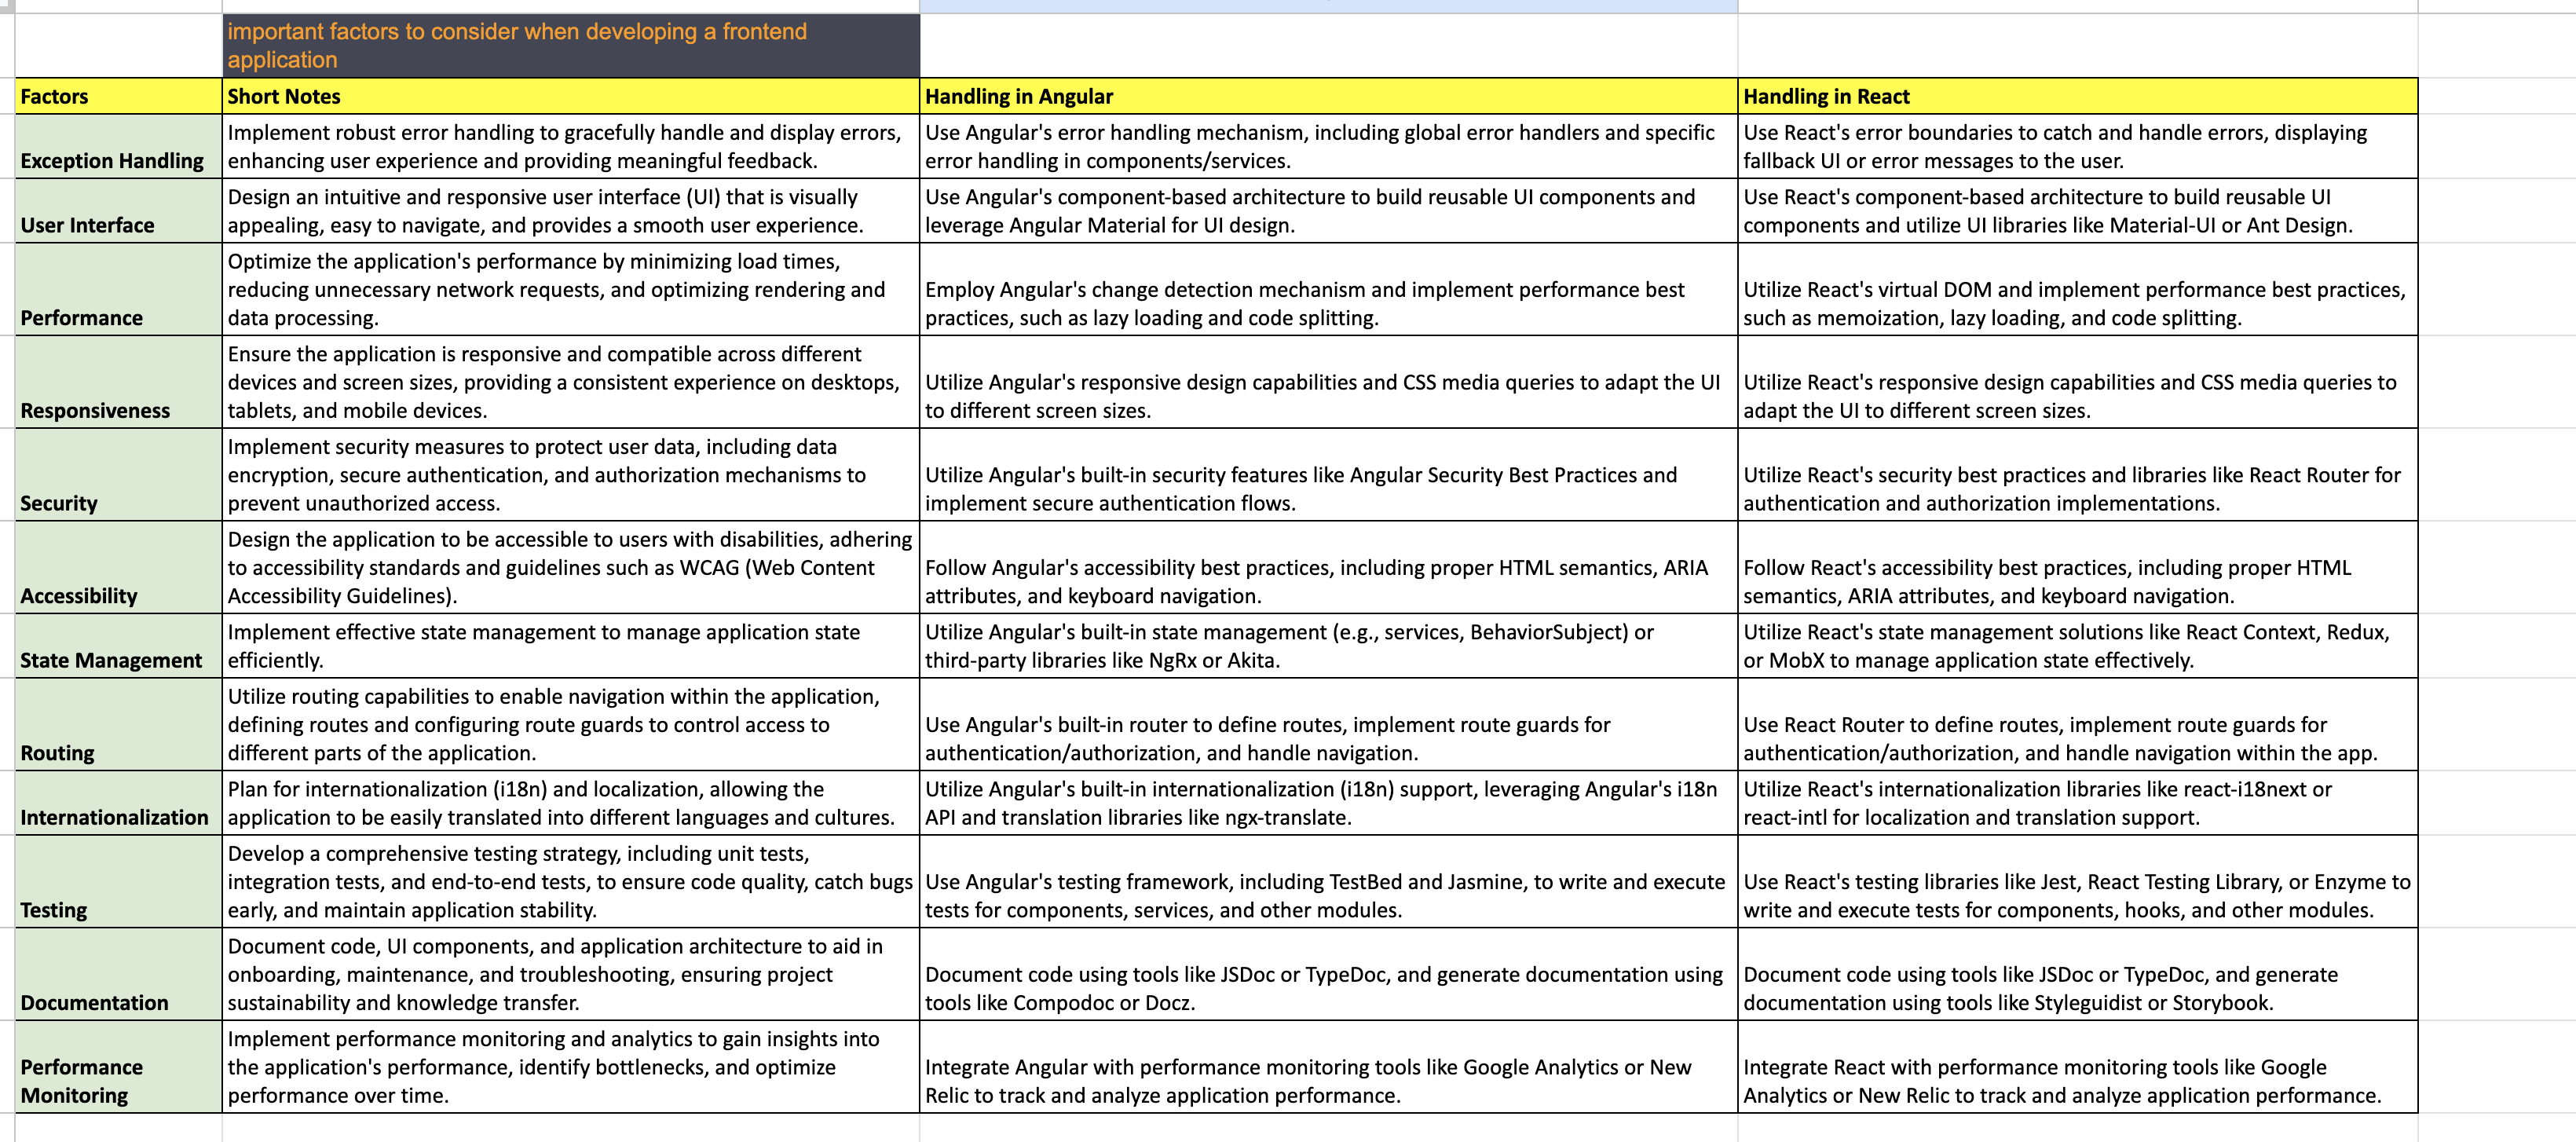 important factors to consider when developing a frontend
application
Factors
Short Notes
Handling in Angular
Handling in React
Exception Handling
Implement robust error handling to gracefully handle and display errors,
enhancing user experience and providing meaningful feedback.
Use Angular's error handling mechanism, including global error handlers and specific
error handling in components/services.
Use React's error boundaries to catch and handle errors, displaying
fallback UI or error messages to the user.
User Interface
Design an intuitive and responsive user interface (UI) that is visually
appealing, easy to navigate, and provides a smooth user experience.
Use Angular's component-based architecture to build reusable UI components and
leverage Angular Material for UI design.
Use React's component-based architecture to build reusable UI
components and utilize UI libraries like Material-UI or Ant Design.
Performance
Optimize the application's performance by minimizing load times,
reducing unnecessary network requests, and optimizing rendering and
data processing.
Employ Angular's change detection mechanism and implement performance best
practices, such as lazy loading and code splitting.
Utilize React's virtual DOM and implement performance best practices,
such as memoization, lazy loading, and code splitting.
Responsiveness
Ensure the application is responsive and compatible across different
devices and screen sizes, providing a consistent experience on desktops,
tablets, and mobile devices.
Utilize Angular's responsive design capabilities and CSS media queries to adapt the UI
to different screen sizes.
Utilize React's responsive design capabilities and CSS media queries to
adapt the UI to different screen sizes.
Security
Implement security measures to protect user data, including data
encryption, secure authentication, and authorization mechanisms to
prevent unauthorized access.
Utilize Angular's built-in security features like Angular Security Best Practices and
implement secure authentication flows.
Utilize React's security best practices and libraries like React Router for
authentication and authorization implementations.
Accessibility
Design the application to be accessible to users with disabilities, adhering
to accessibility standards and guidelines such as WCAG (Web Content
Accessibility Guidelines).
Follow Angular's accessibility best practices, including proper HTML semantics, ARIA
attributes, and keyboard navigation.
Follow React's accessibility best practices, including proper HTML
semantics, ARIA attributes, and keyboard navigation.
State Management
Implement effective state management to manage application state
efficiently.
Utilize Angular's built-in state management (e.g., services, BehaviorSubject) or
third-party libraries like NgRx or Akita.
Utilize React's state management solutions like React Context, Redux,
or MobX to manage application state effectively.
Routing
Utilize routing capabilities to enable navigation within the application,
defining routes and configuring route guards to control access to
different parts of the application.
Use Angular's built-in router to define routes, implement route guards for
authentication/authorization, and handle navigation.
Use React Router to define routes, implement route guards for
authentication/authorization, and handle navigation within the app.
Internationalization
Plan for internationalization (i18n) and localization, allowing the
application to be easily translated into different languages and cultures.
Utilize Angular's built-in internationalization (i18n) support, leveraging Angular's i18n
API and translation libraries like ngx-translate.
Utilize React's internationalization libraries like react-i18next or
react-intl for localization and translation support.
Testing
Develop a comprehensive testing strategy, including unit tests,
integration tests, and end-to-end tests, to ensure code quality, catch bugs
early, and maintain application stability.
Use Angular's testing framework, including TestBed and Jasmine, to write and execute
tests for components, services, and other modules.
Use React's testing libraries like Jest, React Testing Library, or Enzyme to
write and execute tests for components, hooks, and other modules.
Documentation
Document code, UI components, and application architecture to aid in
onboarding, maintenance, and troubleshooting, ensuring project
sustainability and knowledge transfer.
Document code using tools like JSDoc or TypeDoc, and generate documentation using
tools like Compodoc or Docz.
Document code using tools like JSDoc or TypeDoc, and generate
documentation using tools like Styleguidist or Storybook.
Performance
Monitoring
Implement performance monitoring and analytics to gain insights into
the application's performance, identify bottlenecks, and optimize
performance over time.
Integrate Angular with performance monitoring tools like Google Analytics or New
Relic to track and analyze application performance.
Integrate React with performance monitoring tools like Google
Analytics or New Relic to track and analyze application performance.